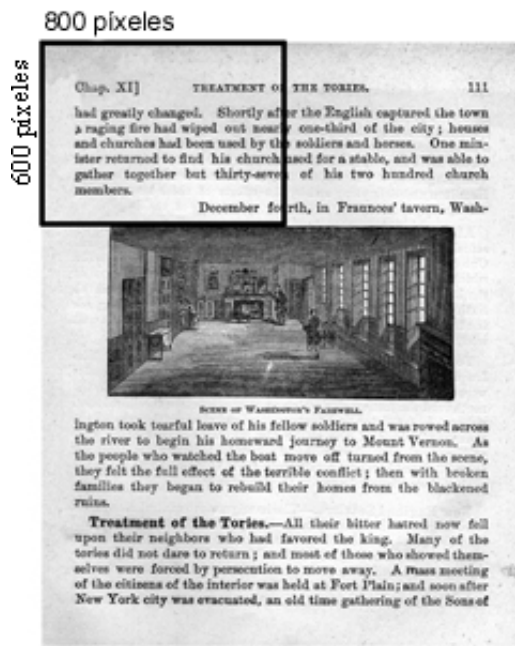 800 píxeles
600 píxeles
Chap. XI] TREATMENT OF THE TORIES. 111
had greatly changed. Shortly after the English captured the town
a raging fire had wiped out nearly one-third of the city; houses
and churches had been used by the soldiers and horses. One min-
ister returned to find his church used for a stable, and was able to
gather together but thirty-seven of his two hundred church
members.
December fourth, in Fraunces' tavern, Wash-
SCENE OF WASHINGTON'S FAREWELL.
ington took tearful leave of his fellow soldiers and was rowed across
the river to begin his homeward journey to Mount Vernon. As
the people who watched the boat move off turned from the scene,
they felt the full effect of the terrible conflict; then with broken
families they began to rebuild their homes from the blackened
ruins.
Treatment of the Tories.—All their bitter hatred now fell
upon their neighbors who had favored the king. Many of the
tories did not dare to return; and most of those who showed them-
selves were forced by persecution to move away. A mass meeting
of the citizens of the interior was held at Fort Plain; and soon after
New York city was evacuated, an old time gathering of the Sons of